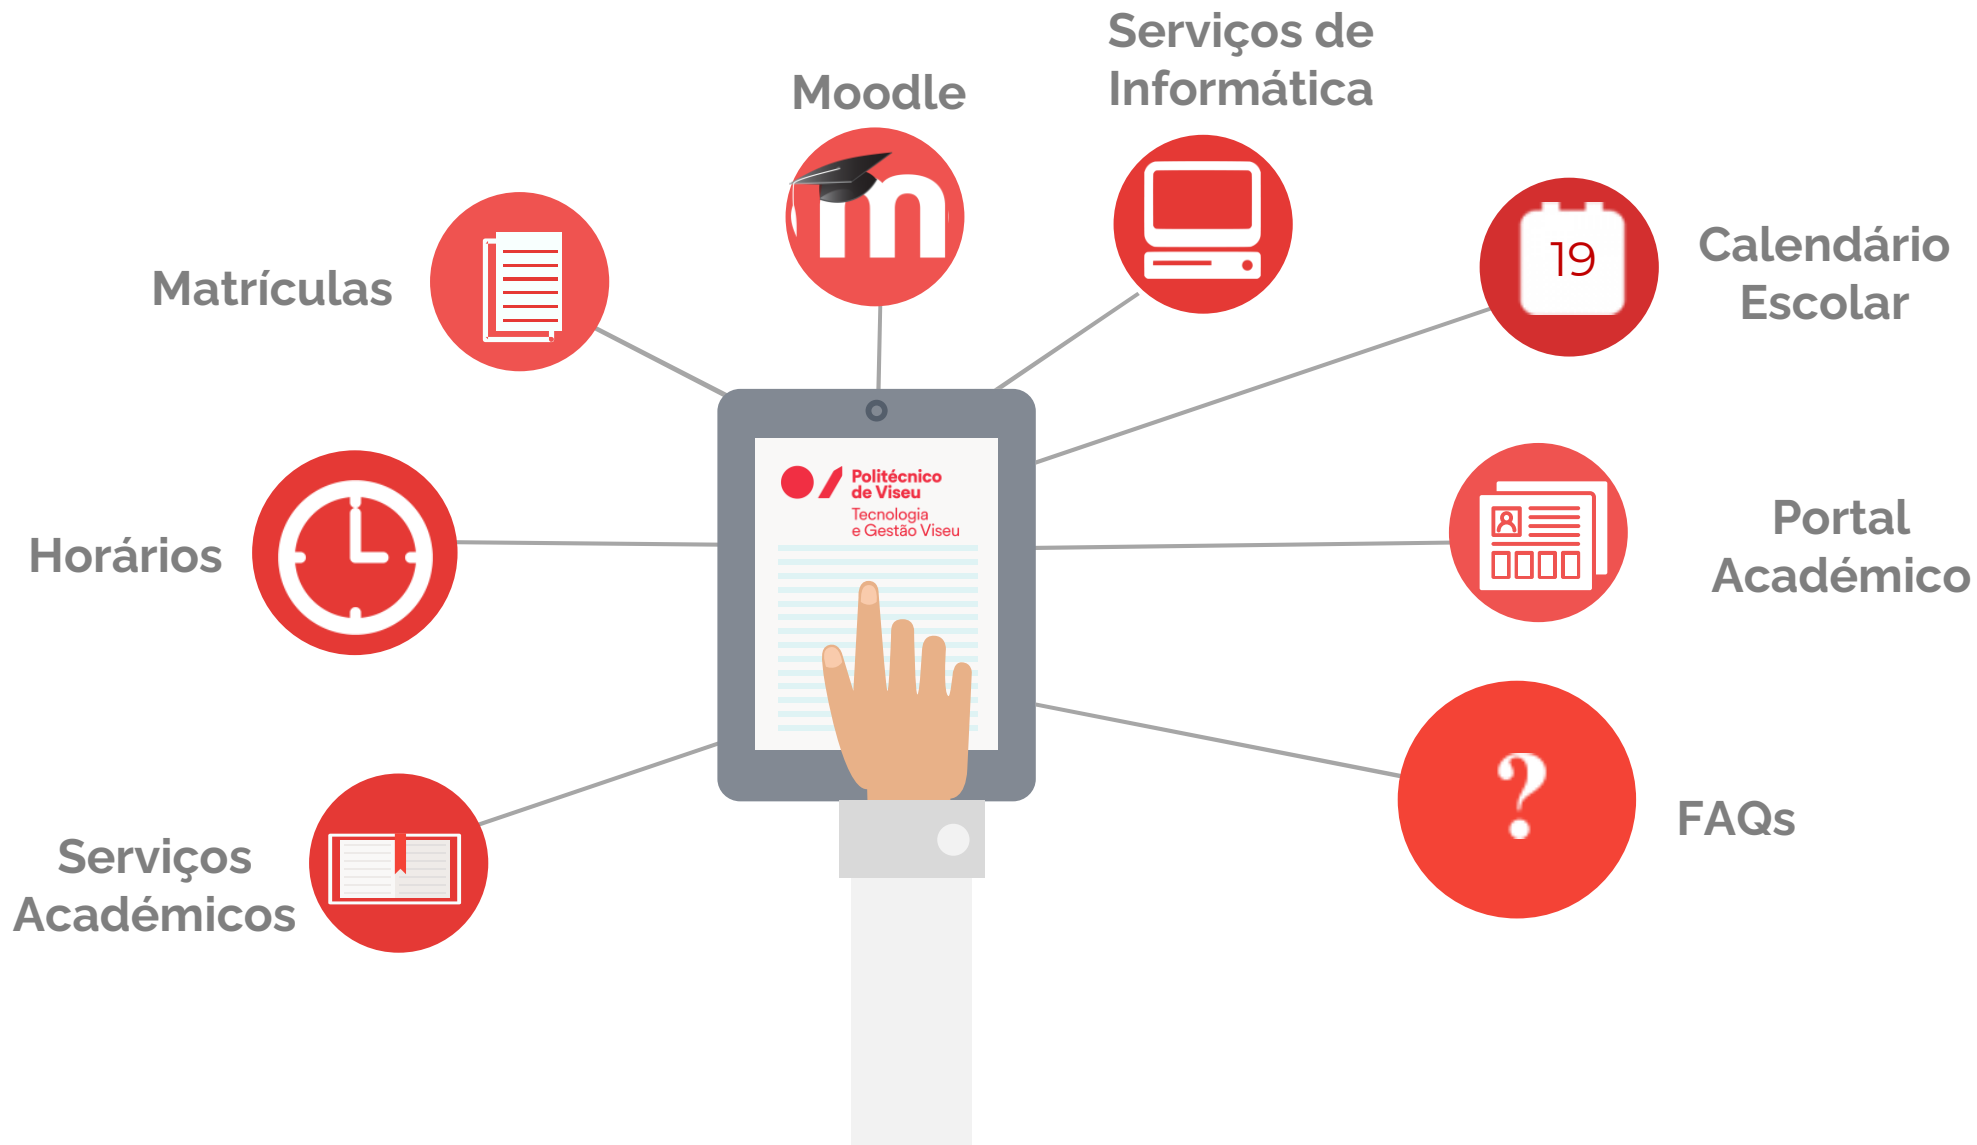 Serviços de
Informática
Moodle
Calendário
Escolar
19
Matrículas
Politécnico
de Viseu
Tecnologia
e Gestão Viseu
Horários
Portal
Académico
?
FAQs
Serviços
Académicos